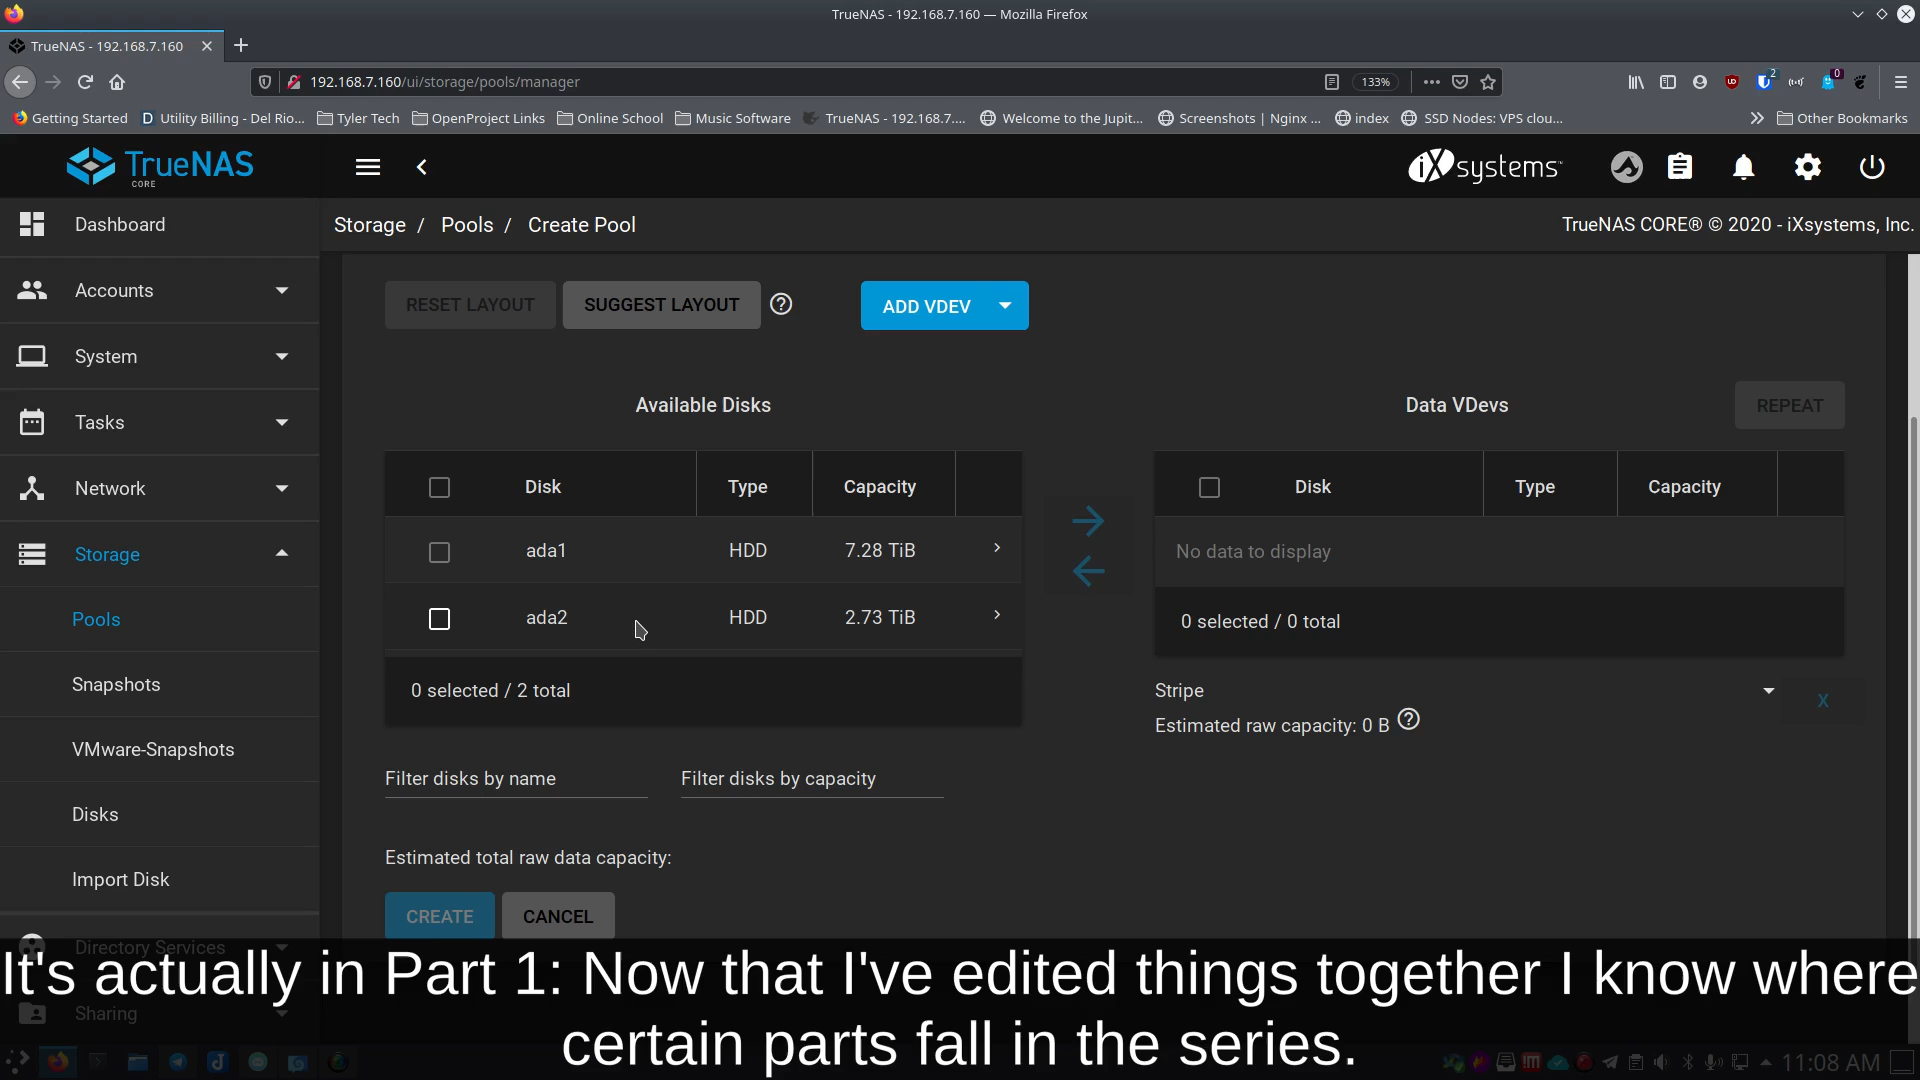 TrueNAS - 192.168.7.160 — Mozilla Firefox
TrueNAS - 192.168.7.160
192.168.7.160/ui/storage/pools/manager
133%
2
0
Getting Started
Utility Billing - Del Rio...
Tyler Tech
OpenProject Links
Online School
Music Software
TrueNAS - 192.168.7....
Welcome to the Jupit...
Screenshots | Nginx ...
index
SSD Nodes: VPS clou...
Other Bookmarks
TrueNAS
CORE
iXsystems
Storage / Pools / Create Pool
TrueNAS CORE® © 2020 - iXsystems, Inc.
Dashboard
Accounts
System
Tasks
Network
Storage
Pools
Snapshots
VMware-Snapshots
Disks
Import Disk
Directory Services
Sharing
RESET LAYOUT
SUGGEST LAYOUT
ADD VDEV
Available Disks
Disk Type Capacity
ada1 HDD 7.28 TiB
ada2 HDD 2.73 TiB
0 selected / 2 total
Filter disks by name
Filter disks by capacity
Estimated total raw data capacity:
CREATE
CANCEL
Data VDevs
REPEAT
Disk Type Capacity
No data to display
0 selected / 0 total
Stripe
X
Estimated raw capacity: 0 B
It's actually in Part 1: Now that I've edited things together I know where
certain parts fall in the series.
11:08 AM